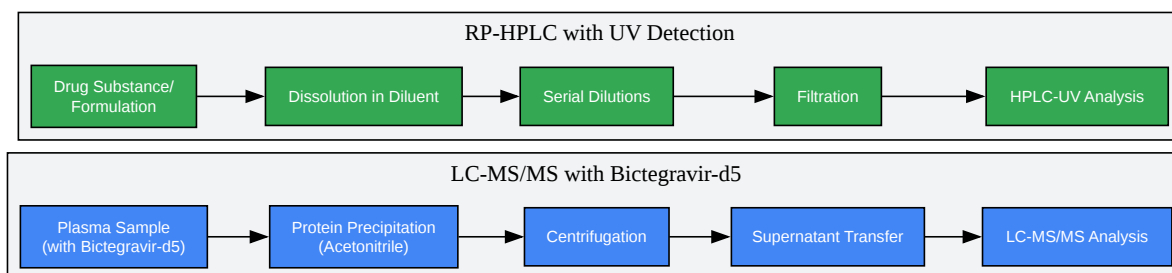 RP-HPLC with UV Detection
Drug Substance/
Formulation
Dissolution in Diluent
Serial Dilutions
Filtration
HPLC-UV Analysis
LC-MS/MS with Bictegravir-d5
Plasma Sample
(with Bictegravir-d5)
Protein Precipitation
(Acetonitrile)
Centrifugation
Supernatant Transfer
LC-MS/MS Analysis